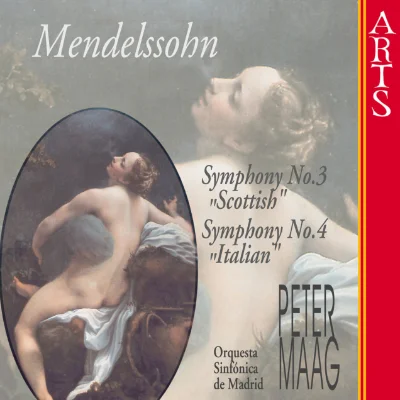 Mendelssohn
ARTS
Symphony No.3
"Scottish"
Symphony No.4
"Italian"
PETER
MAAG
Orquesta
Sinfónica
de Madrid